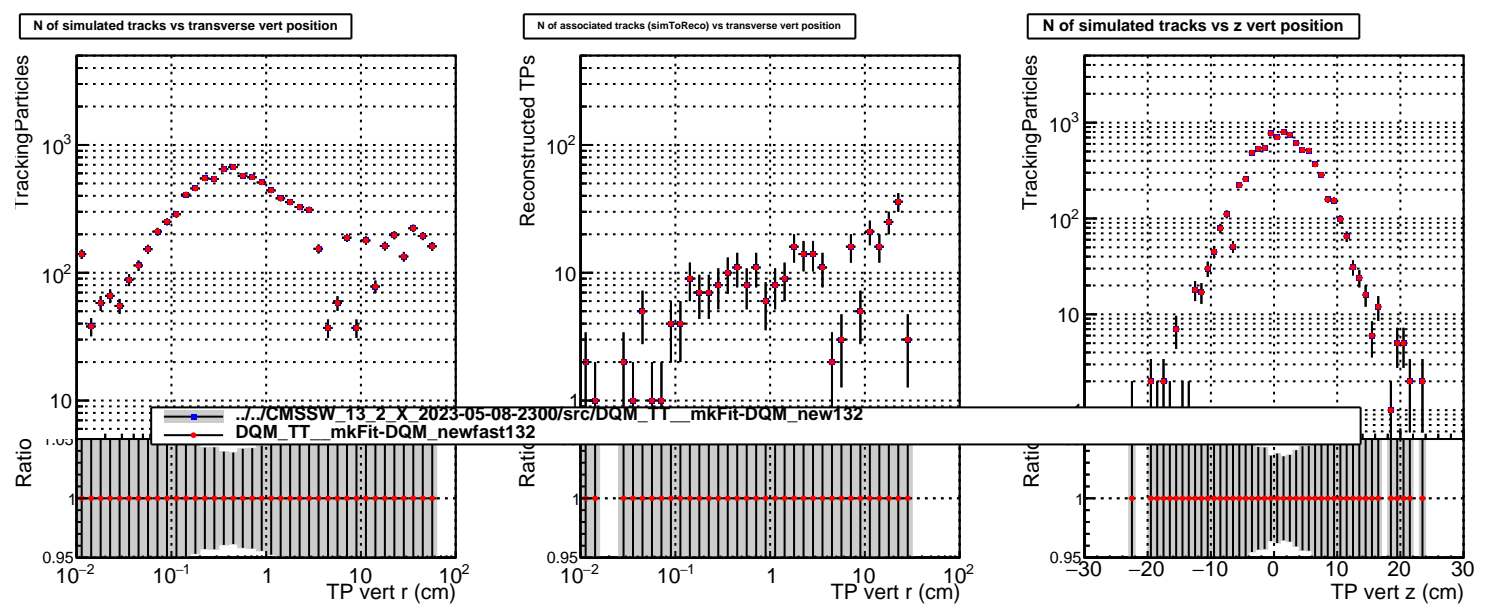 N of simulated tracks vs transverse vert position
N of associated tracks (simToReco) vs transverse vert position
N of simulated tracks vs z vert position
TrackingParticles
10³
10²
10
Reconstructed TPs
10²
10
1
TrackingParticles
10³
10²
10
../../CMSSW_13_2_X_2023-05-08-2300/src/DQM_TT__mkFit-DQM_new132
DQM_TT__mkFit-DQM_newfast132
Ratio
1.05
1
0.95
10⁻²
10⁻¹
1
10
10²
TP vert r (cm)
Ratio
1
0.95
10⁻²
10⁻¹
1
10
10²
TP vert r (cm)
Ratio
1
0.95
−30
−20
−10
0
10
20
30
TP vert z (cm)